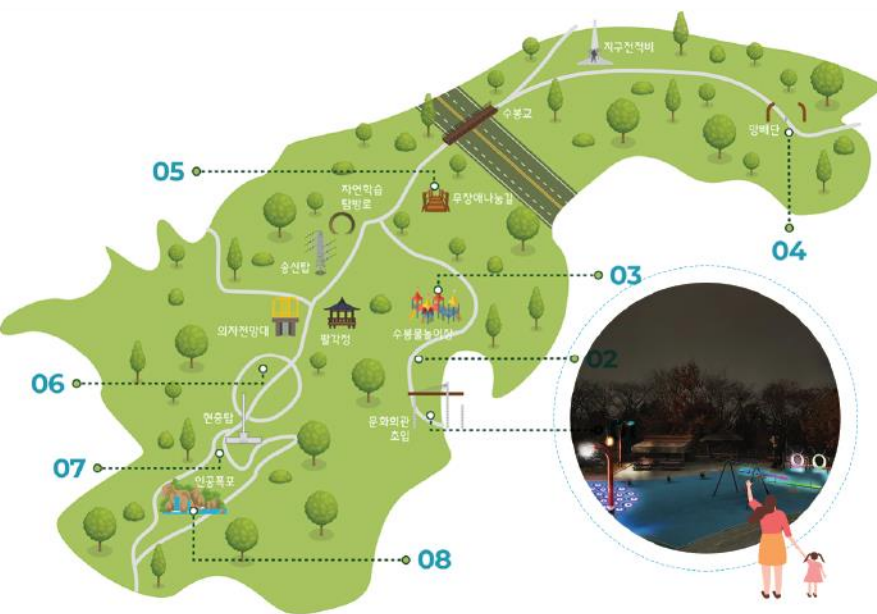 지구전적비
수봉교
망배단
05
자연학습
탐방로
무장애나눔길
04
송신탑
03
의자전망대
팔각정
수봉물놀이장
02
06
현충탑
문화회관
초입
07
인공폭포
08